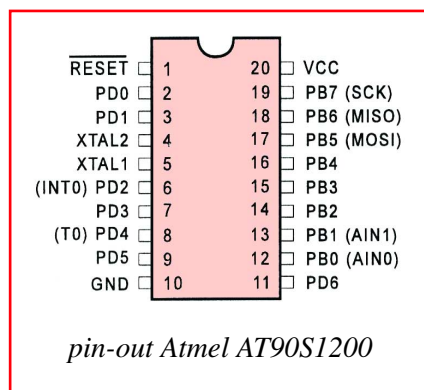 RESET 1 20 VCC
PD0 2 19 PB7 (SCK)
PD1 3 18 PB6 (MISO)
XTAL2 4 17 PB5 (MOSI)
XTAL1 5 16 PB4
(INT0) PD2 6 15 PB3
PD3 7 14 PB2
(T0) PD4 8 13 PB1 (AIN1)
PD5 9 12 PB0 (AIN0)
GND 10 11 PD6
pin-out Atmel AT90S1200